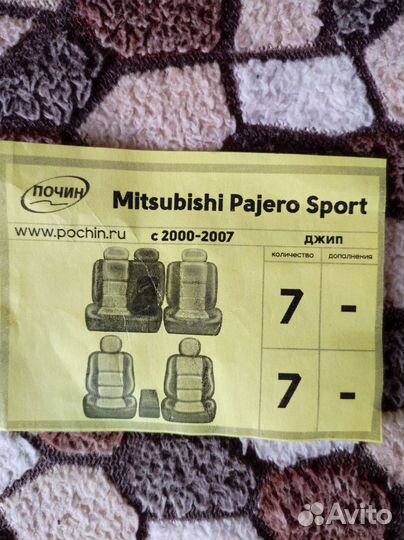 ПОЧИН
Mitsubishi Pajero Sport
www.pochin.ru с 2000-2007 джип
количество дополнения
7 -
7 -
Avito